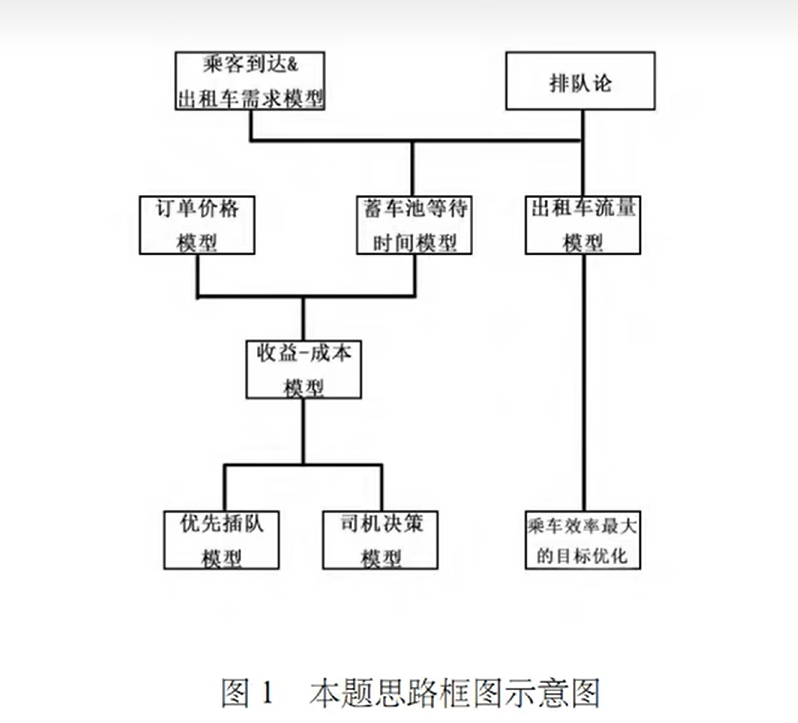 乘客到达&
出租车需求模型
排队论
订单价格
模型
蓄车池等待
时间模型
出租车流量
模型
收益-成本
模型
优先插队
模型
司机决策
模型
乘车效率最大
的目标优化
图 1 本题思路框图示意图